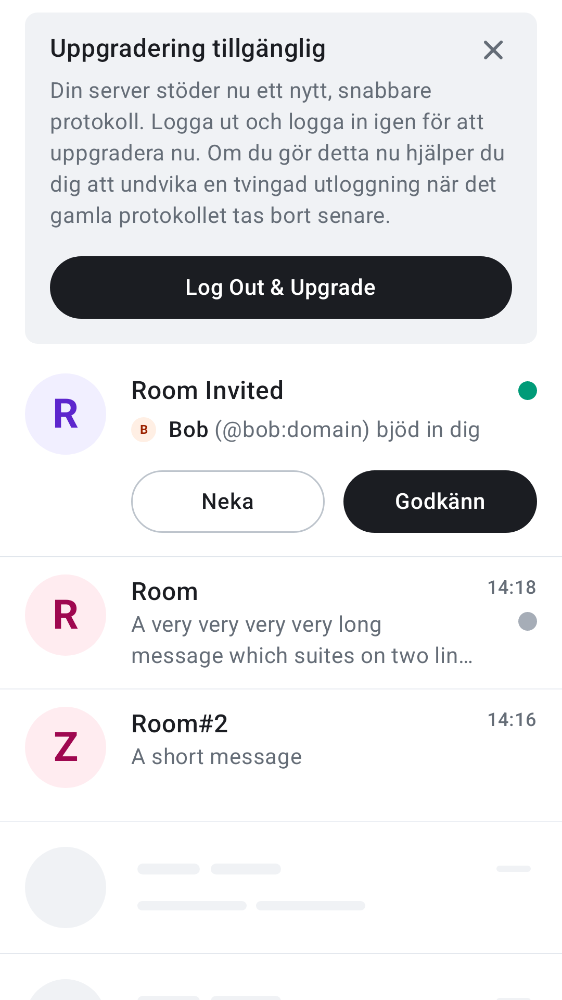 Uppgradering tillgänglig
Din server stöder nu ett nytt, snabbare
protokoll. Logga ut och logga in igen för att
uppgradera nu. Om du gör detta nu hjälper du
dig att undvika en tvingad utloggning när det
gamla protokollet tas bort senare.
Log Out & Upgrade
R
Room Invited
B Bob (@bob:domain) bjöd in dig
Neka
Godkänn
R
Room
14:18
A very very very very long
message which suites on two lin…
Z
Room#2
14:16
A short message